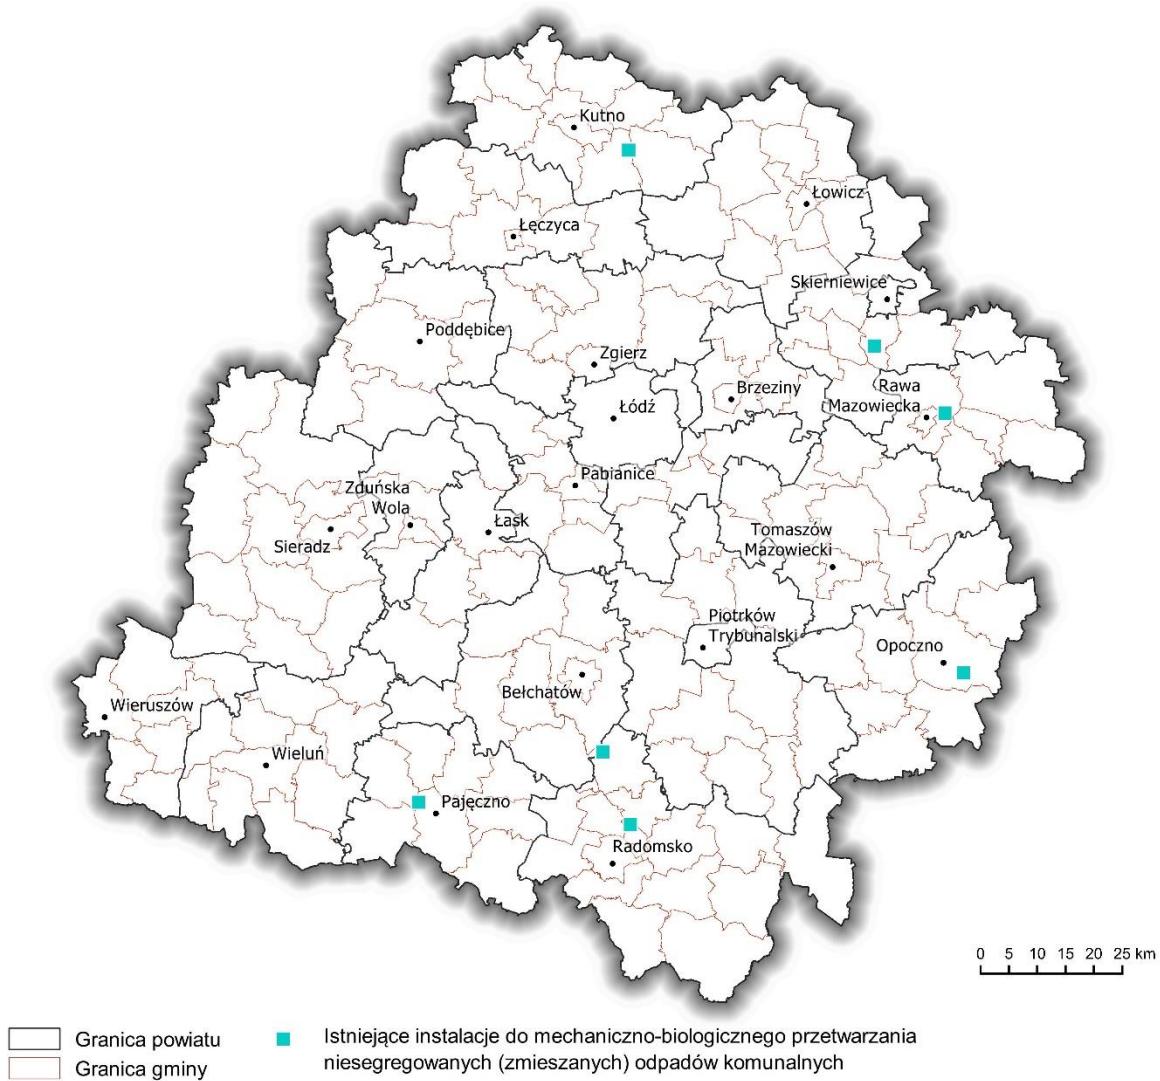 Kutno
Łowicz
Łęczyca
Skierniewice
Poddębice
Zgierz
Rawa
Mazowiecka
Brzeziny
Łódź
Pabianice
Zduńska
Wola
Łask
Sieradz
Tomaszów
Mazowiecki
Piotrków
Trybunalski
Opoczno
Bełchatów
Wieruszów
Wieluń
Pajęczno
Radomsko
0 5 10 15 20 25 km
Granica powiatu
Granica gminy
Istniejące instalacje do mechaniczno-biologicznego przetwarzania
niesegregowanych (zmieszanych) odpadów komunalnych